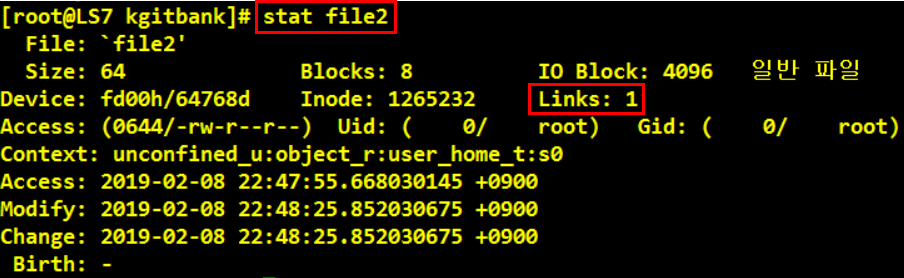 [root@LS7 kgitbank]# stat file2
File: `file2'
Size: 64 Blocks: 8 IO Block: 4096 일반 파일
Device: fd00h/64768d Inode: 1265232 Links: 1
Access: (0644/-rw-r--r--) Uid: ( 0/ root) Gid: ( 0/ root)
Context: unconfined_u:object_r:user_home_t:s0
Access: 2019-02-08 22:47:55.668030145 +0900
Modify: 2019-02-08 22:48:25.852030675 +0900
Change: 2019-02-08 22:48:25.852030675 +0900
Birth: -